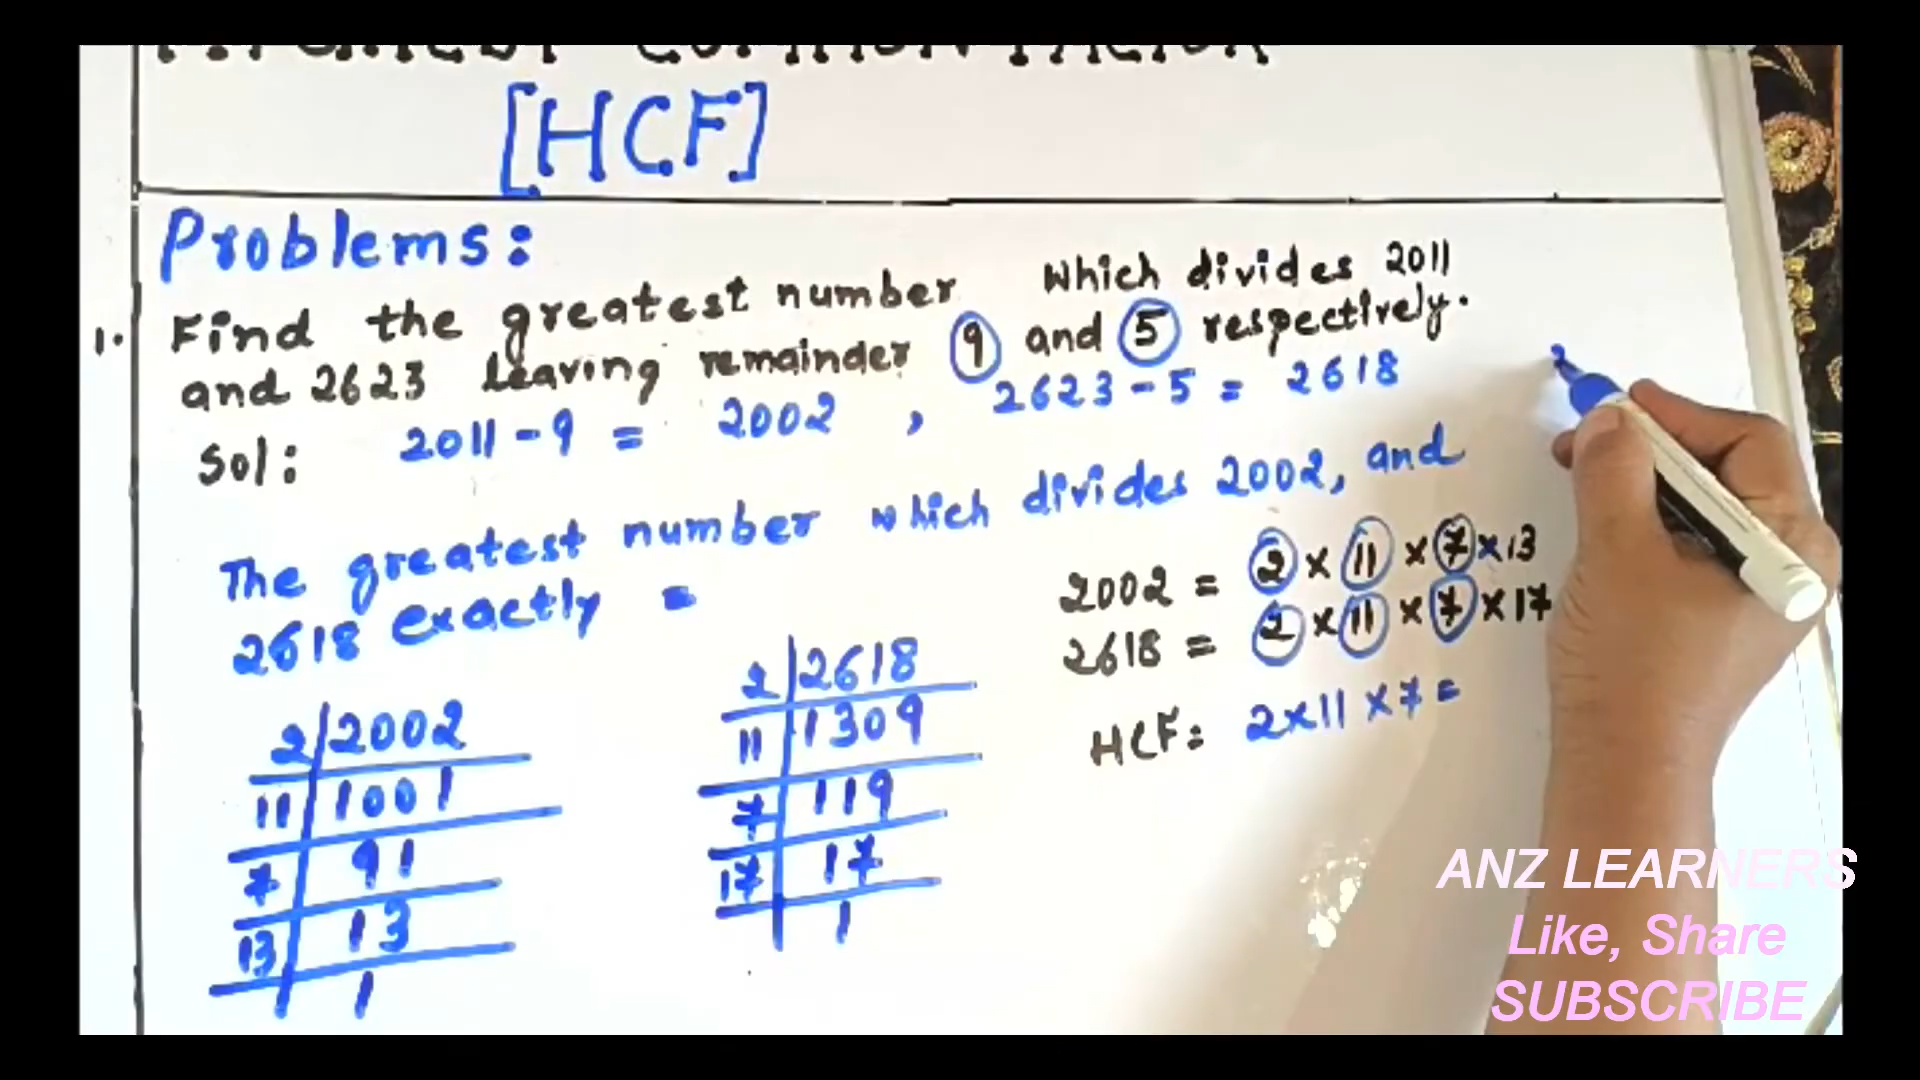 COMMON FACTOR
[HCF]
Problems:
1. Find the greatest number which divides 2011
and 2623 leaving remainder 9 and 5 respectively.
Sol: 2011 - 9 = 2002 , 2623 - 5 = 2618
The greatest number which divides 2002, and
2618 exactly =
2002 = 2 × 11 × 7 × 13
2618 = 2 × 11 × 7 × 17
HCF = 2 × 11 × 7 =
2 2002
11 1001
7 91
13 13
1
2 2618
11 1309
7 119
17 17
1
ANZ LEARNERS
Like, Share
SUBSCRIBE